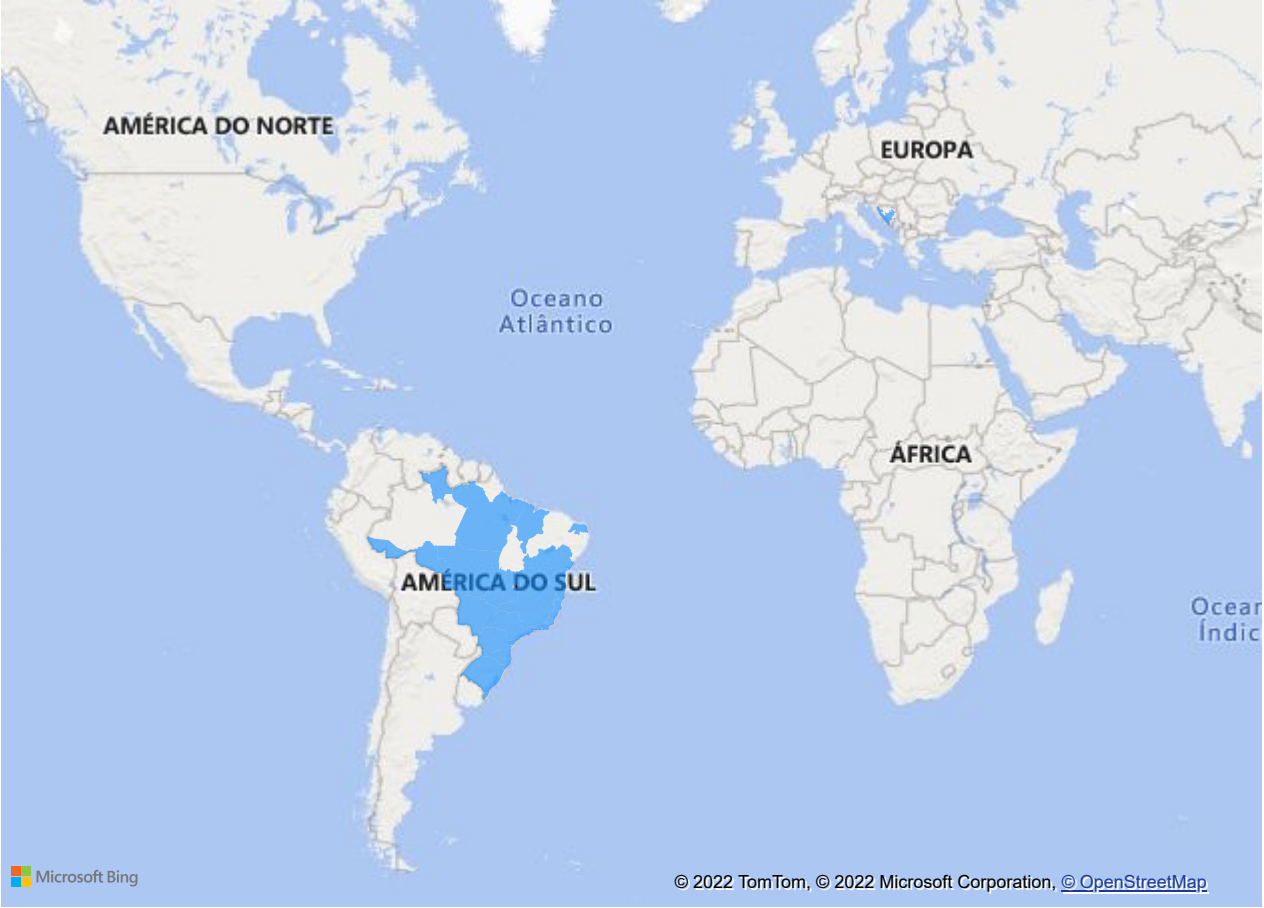 AMÉRICA DO NORTE
EUROPA
Oceano
Atlântico
ÁFRICA
AMÉRICA DO SUL
Ocear
Índic
Microsoft Bing
© 2022 TomTom, © 2022 Microsoft Corporation, © OpenStreetMap